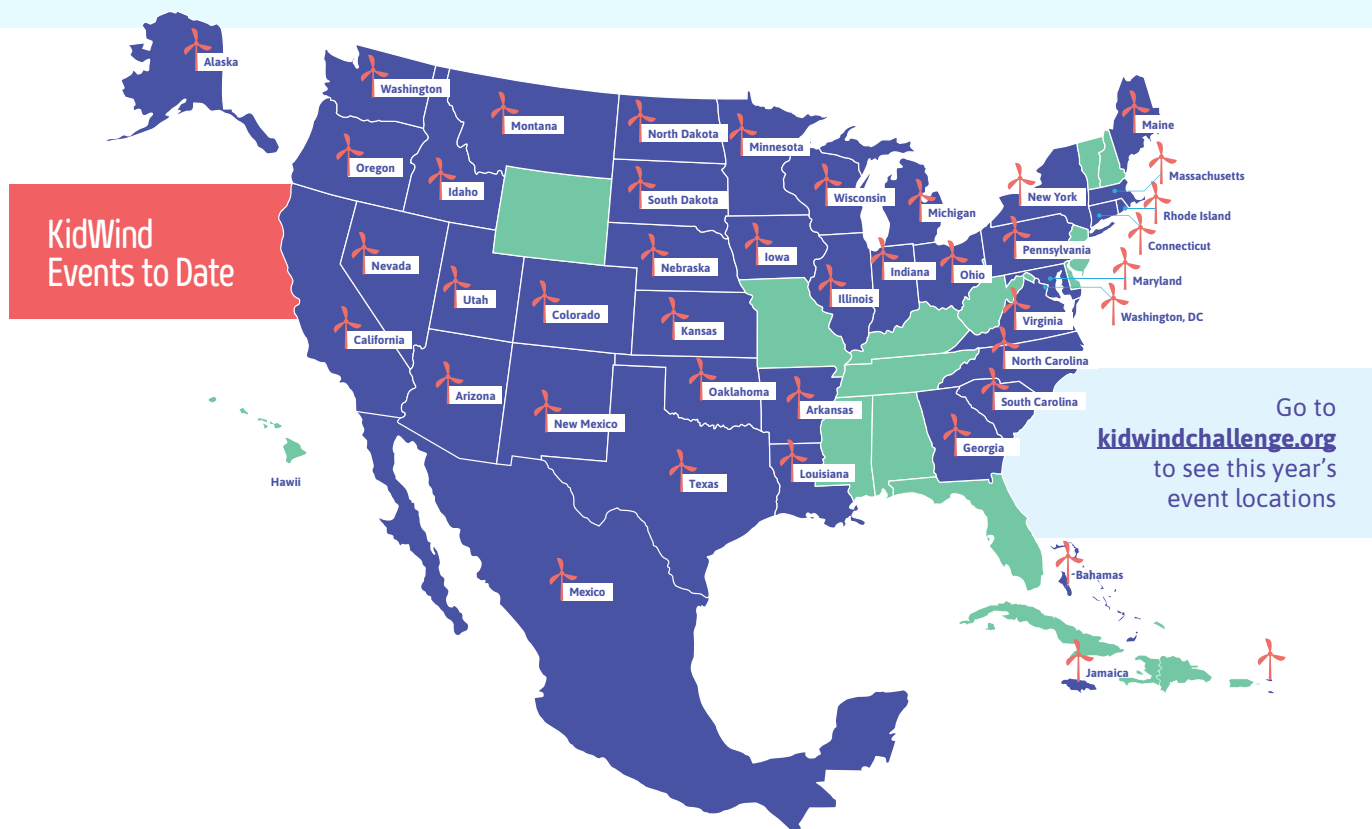 Alaska
Washington
Montana
North Dakota
Minnesota
Maine
Oregon
Idaho
South Dakota
Wisconsin
Michigan
New York
Massachusetts
Rhode Island
Connecticut
KidWind
Events to Date
Nevada
Utah
Colorado
Nebraska
Iowa
Illinois
Indiana
Ohio
Pennsylvania
Maryland
Washington, DC
California
Kansas
Virginia
North Carolina
Arizona
New Mexico
Oaklahoma
Arkansas
South Carolina
Georgia
Hawii
Texas
Louisiana
Go to
kidwindchallenge.org
to see this year's
event locations
Mexico
-Bahamas
Jamaica